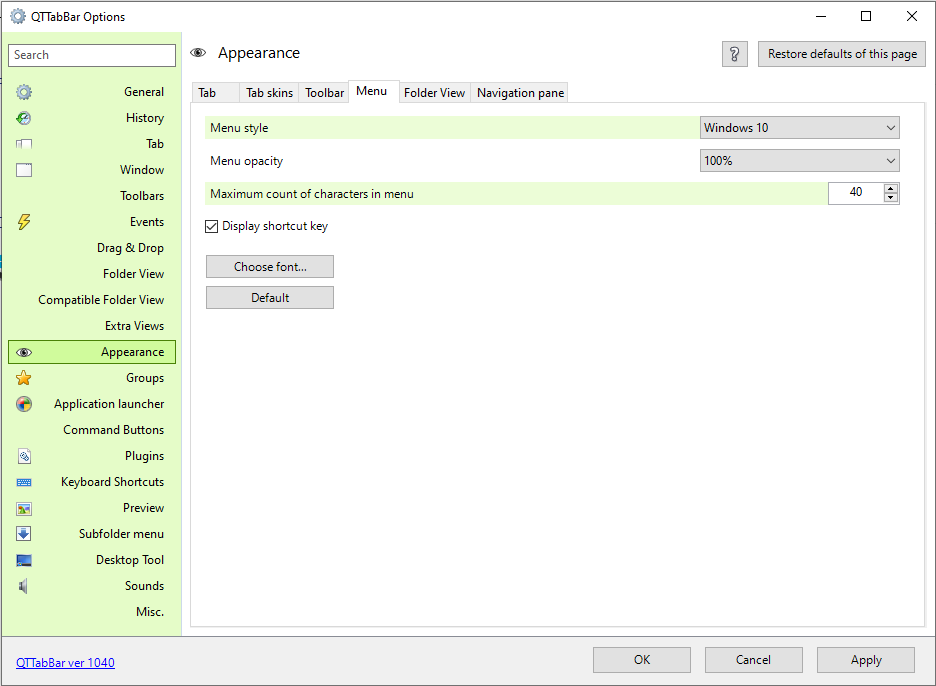 QTTabBar Options
Search
General
History
Tab
Window
Toolbars
Events
Drag & Drop
Folder View
Compatible Folder View
Extra Views
Appearance
Groups
Application launcher
Command Buttons
Plugins
Keyboard Shortcuts
Preview
Subfolder menu
Desktop Tool
Sounds
Misc.
Appearance
? Restore defaults of this page
Tab Tab skins Toolbar Menu Folder View Navigation pane
Menu style Windows 10
Menu opacity 100%
Maximum count of characters in menu 40
Display shortcut key
Choose font...
Default
QTTabBar ver 1040
OK Cancel Apply